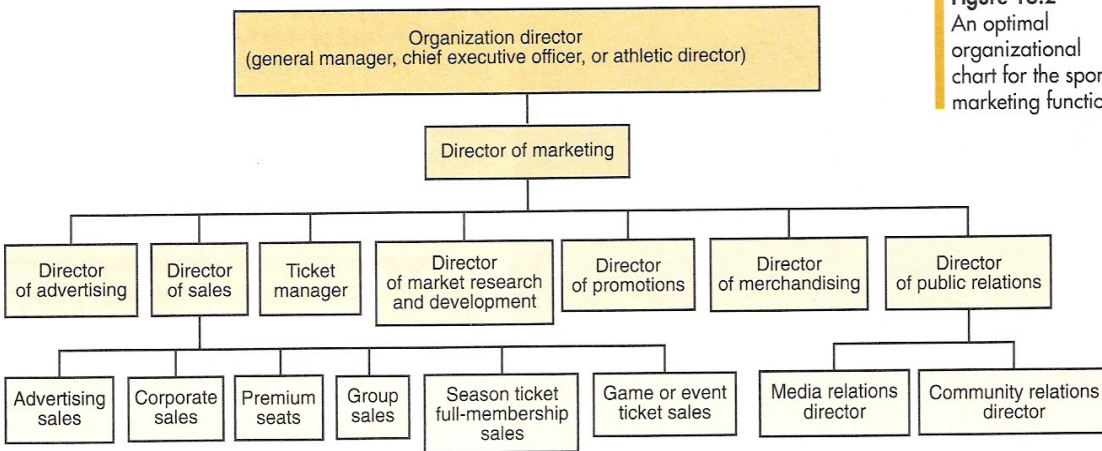 Organization director
(general manager, chief executive officer, or athletic director)
An optimal
organizational
chart for the
marketing
Director of marketing
Director
of advertising
Director
of sales
Ticket
manager
Director
of market research
and development
Director
of promotions
Director
of merchandising
Director
of public relations
Advertising
sales
Corporate
sales
Premium
seats
Group
sales
Season ticket
full-membership
sales
Game or event
ticket sales
Media relations
director
Community relations
director